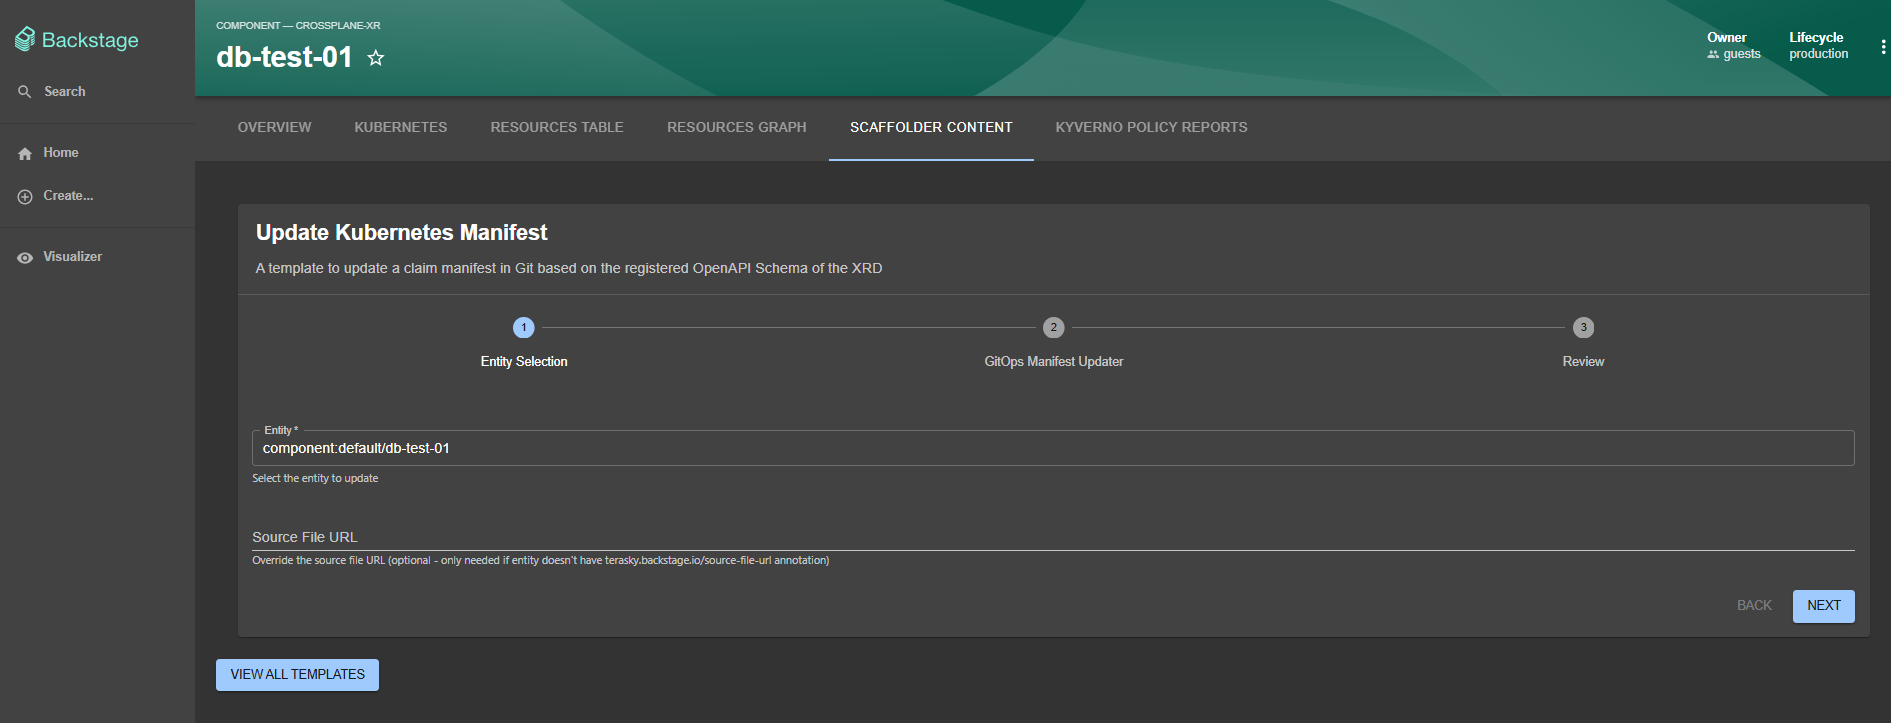 Backstage
Search
Home
Create...
Visualizer
COMPONENT — CROSSPLANE-XR
db-test-01
Owner
guests
Lifecycle
production
OVERVIEW
KUBERNETES
RESOURCES TABLE
RESOURCES GRAPH
SCAFFOLDER CONTENT
KYVERNO POLICY REPORTS
Update Kubernetes Manifest
A template to update a claim manifest in Git based on the registered OpenAPI Schema of the XRD
1
Entity Selection
2
GitOps Manifest Updater
3
Review
Entity *
component:default/db-test-01
Select the entity to update
Source File URL
Override the source file URL (optional - only needed if entity doesn't have terasky.backstage.io/source-file-url annotation)
BACK
NEXT
VIEW ALL TEMPLATES